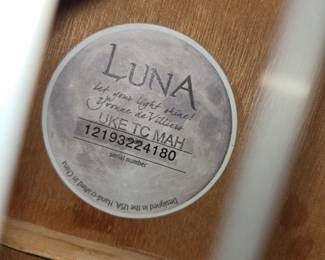 LUNA
let your light shine!
Yvonne de Villiers
UKE TC MAH
12193224180
serial number
Designed in the USA. Hand crafted in China